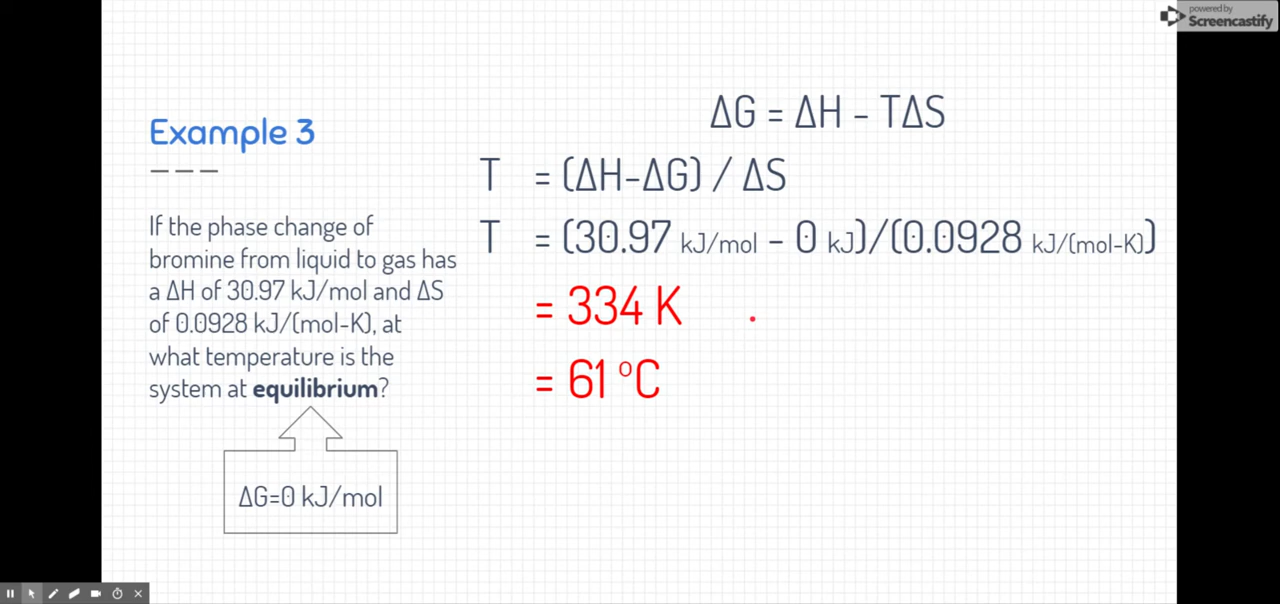 powered by
Screencastify
Example 3
ΔG = ΔH - TΔS
T = (ΔH-ΔG) / ΔS
T = (30.97 kJ/mol - 0 kJ)/(0.0928 kJ/(mol-K))
= 334 K
= 61 °C
If the phase change of
bromine from liquid to gas has
a ΔH of 30.97 kJ/mol and ΔS
of 0.0928 kJ/(mol-K), at
what temperature is the
system at equilibrium?
ΔG=0 kJ/mol